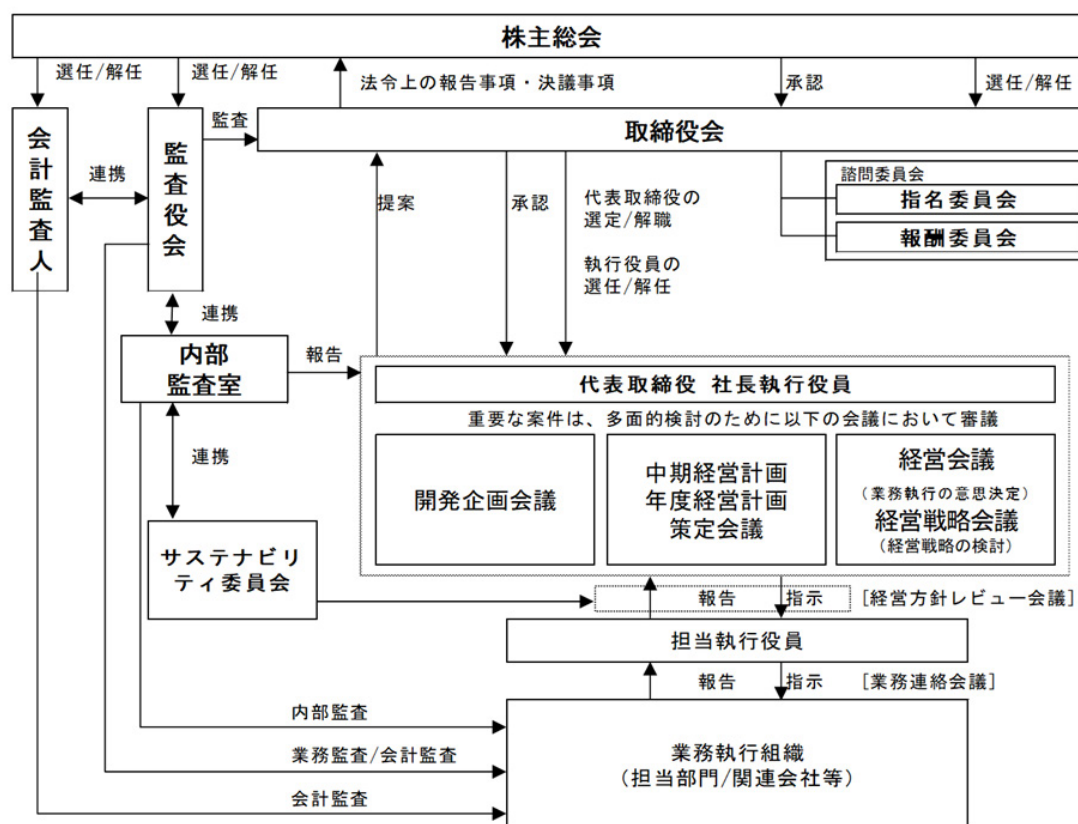 株主総会
選任/解任
選任/解任
法令上の報告事項・決議事項
承認
選任/解任
会計監査人
連携
監査役会
監査
取締役会
諮問委員会
指名委員会
報酬委員会
提案
承認
代表取締役の
選定/解職
執行役員の
選任/解任
連携
内部
監査室
報告
代表取締役 社長執行役員
重要な案件は、多面的検討のために以下の会議において審議
開発企画会議
中期経営計画
年度経営計画
策定会議
経営会議
(業務執行の意思決定)
経営戦略会議
(経営戦略の検討)
連携
サステナビリ
ティ委員会
報告 指示 [経営方針レビュー会議]
担当執行役員
報告 指示 [業務連絡会議]
内部監査
業務監査/会計監査
会計監査
業務執行組織
(担当部門/関連会社等)